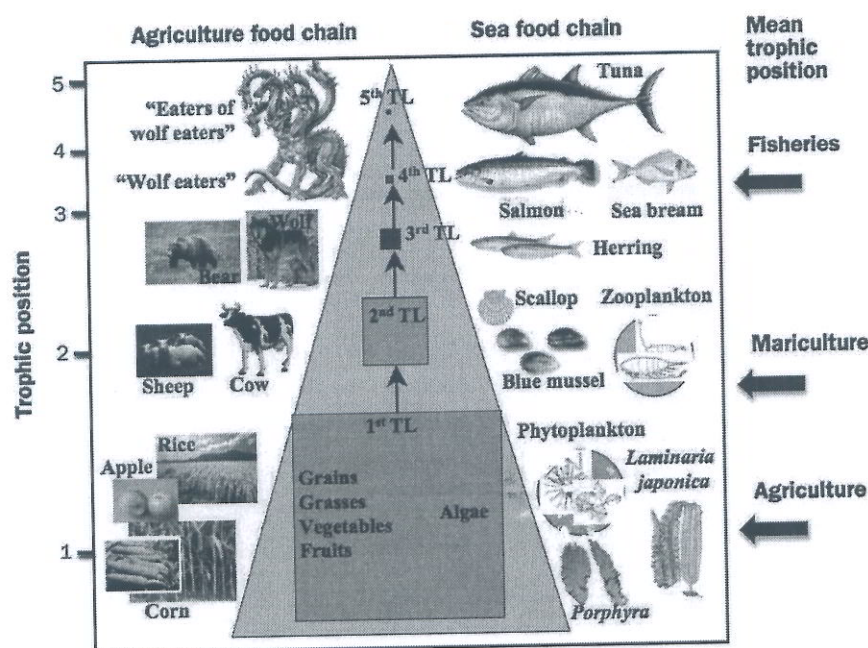 Agriculture food chain
Sea food chain
Mean
trophic
position
Trophic position
5
4
3
2
1
"Eaters of
wolf eaters"
"Wolf eaters"
Wolf
Bear
Sheep
Cow
Rice
Apple
Corn
5th TL
4th TL
3rd TL
2nd TL
1st TL
Grains
Grasses
Vegetables
Fruits
Algae
Tuna
Salmon
Sea bream
Herring
Scallop
Zooplankton
Blue mussel
Phytoplankton
Laminaria
japonica
Porphyra
Fisheries
Mariculture
Agriculture